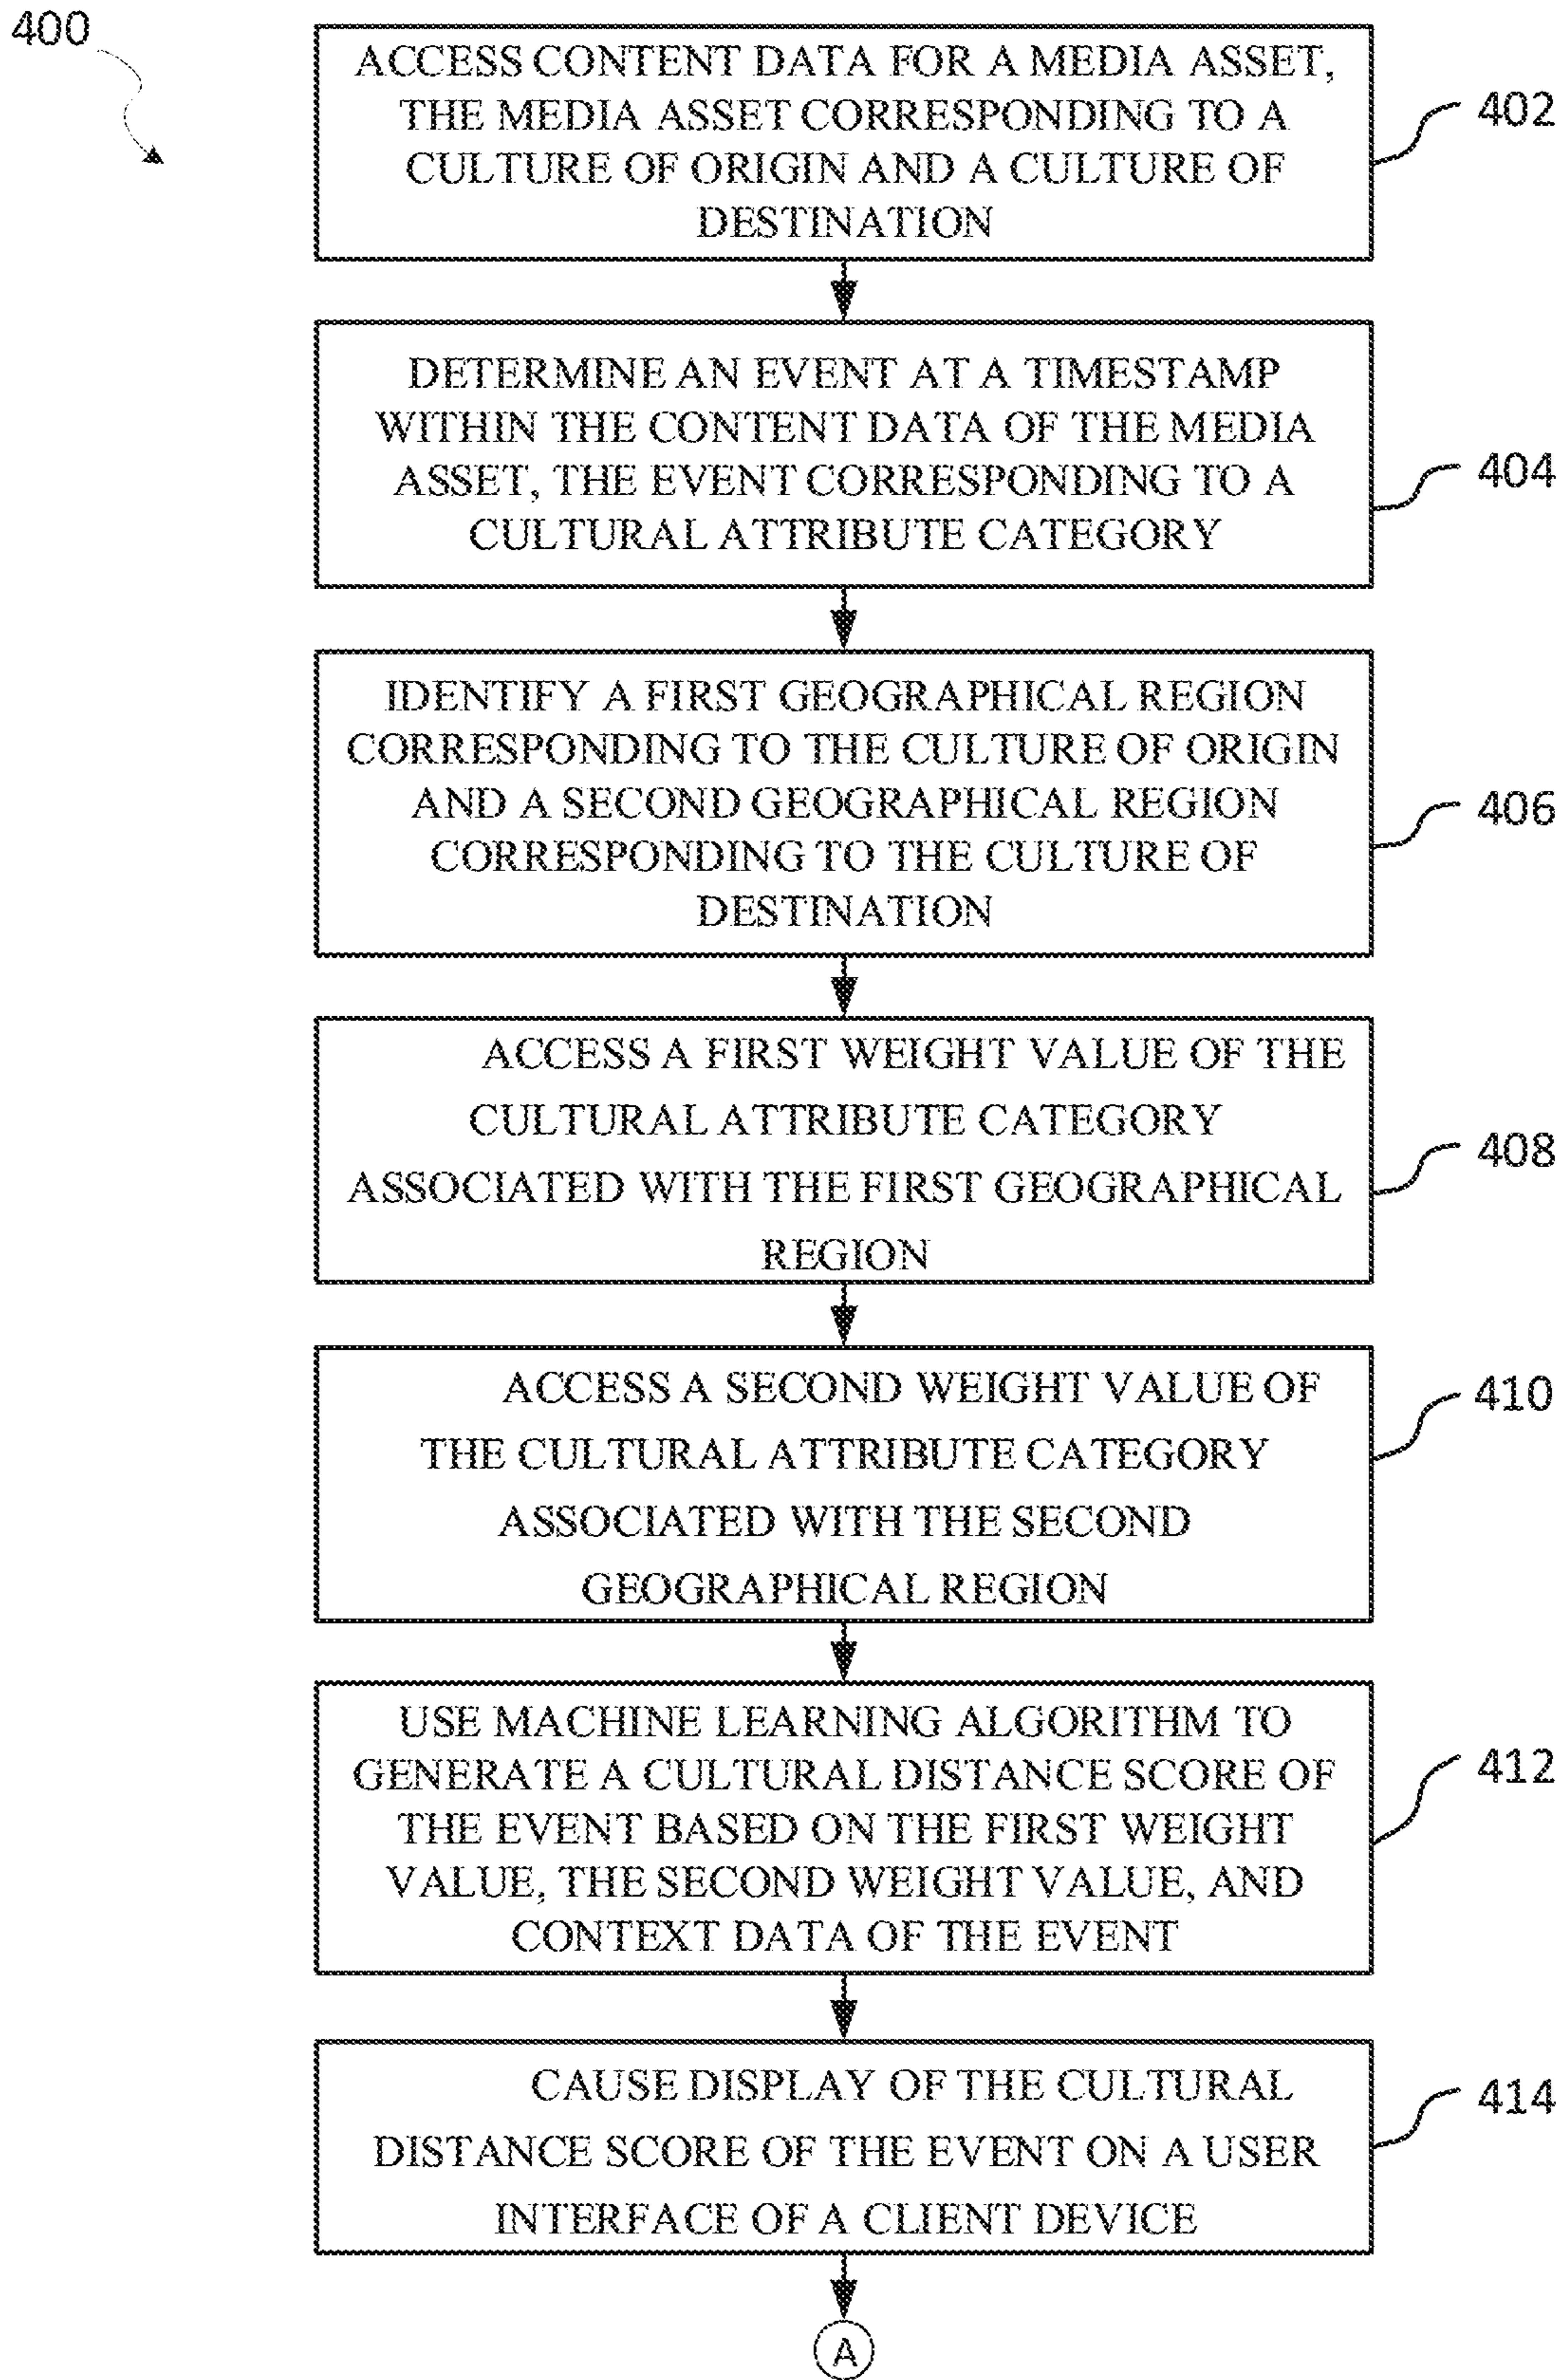 400
ACCESS CONTENT DATA FOR A MEDIA ASSET,
THE MEDIA ASSET CORRESPONDING TO A
CULTURE OF ORIGIN AND A CULTURE OF
DESTINATION
402
DETERMINE AN EVENT AT A TIMESTAMP
WITHIN THE CONTENT DATA OF THE MEDIA
ASSET, THE EVENT CORRESPONDING TO A
CULTURAL ATTRIBUTE CATEGORY
404
IDENTIFY A FIRST GEOGRAPHICAL REGION
CORRESPONDING TO THE CULTURE OF ORIGIN
AND A SECOND GEOGRAPHICAL REGION
CORRESPONDING TO THE CULTURE OF
DESTINATION
406
ACCESS A FIRST WEIGHT VALUE OF THE
CULTURAL ATTRIBUTE CATEGORY
ASSOCIATED WITH THE FIRST GEOGRAPHICAL
REGION
408
ACCESS A SECOND WEIGHT VALUE OF
THE CULTURAL ATTRIBUTE CATEGORY
ASSOCIATED WITH THE SECOND
GEOGRAPHICAL REGION
410
USE MACHINE LEARNING ALGORITHM TO
GENERATE A CULTURAL DISTANCE SCORE OF
THE EVENT BASED ON THE FIRST WEIGHT
VALUE, THE SECOND WEIGHT VALUE, AND
CONTEXT DATA OF THE EVENT
412
CAUSE DISPLAY OF THE CULTURAL
DISTANCE SCORE OF THE EVENT ON A USER
INTERFACE OF A CLIENT DEVICE
414
A